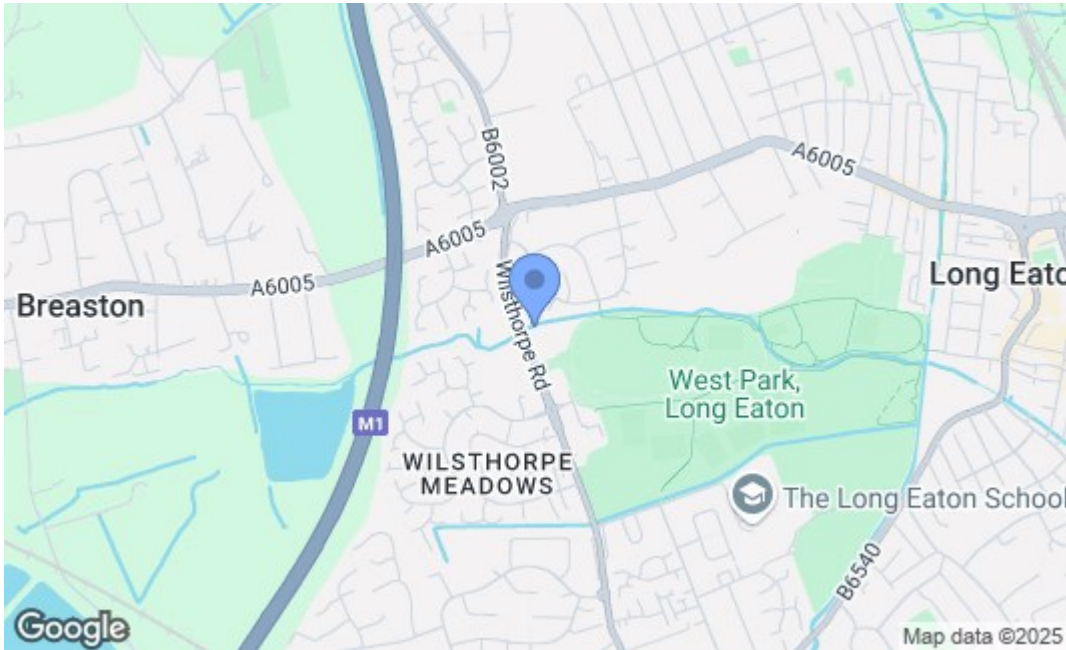 B6002
A6005
A6005
Wilsthorpe Rd
A6005
Breaston
Long Eato
West Park,
Long Eaton
M1
WILSTHORPE
MEADOWS
The Long Eaton School
B6540
Google
Map data ©2025